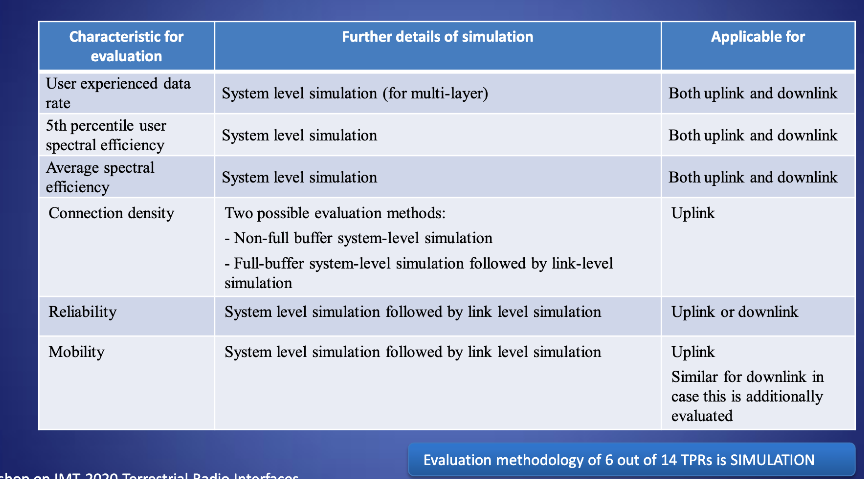 Characteristic for
evaluation
Further details of simulation
Applicable for
User experienced data
rate
System level simulation (for multi-layer)
Both uplink and downlink
5th percentile user
spectral efficiency
System level simulation
Both uplink and downlink
Average spectral
efficiency
System level simulation
Both uplink and downlink
Connection density
Two possible evaluation methods:
- Non-full buffer system-level simulation
- Full-buffer system-level simulation followed by link-level
simulation
Uplink
Reliability
System level simulation followed by link level simulation
Uplink or downlink
Mobility
System level simulation followed by link level simulation
Uplink
Similar for downlink in
case this is additionally
evaluated
Evaluation methodology of 6 out of 14 TPRs is SIMULATION
on IMT-2020 Terrestrial Radio Interfaces